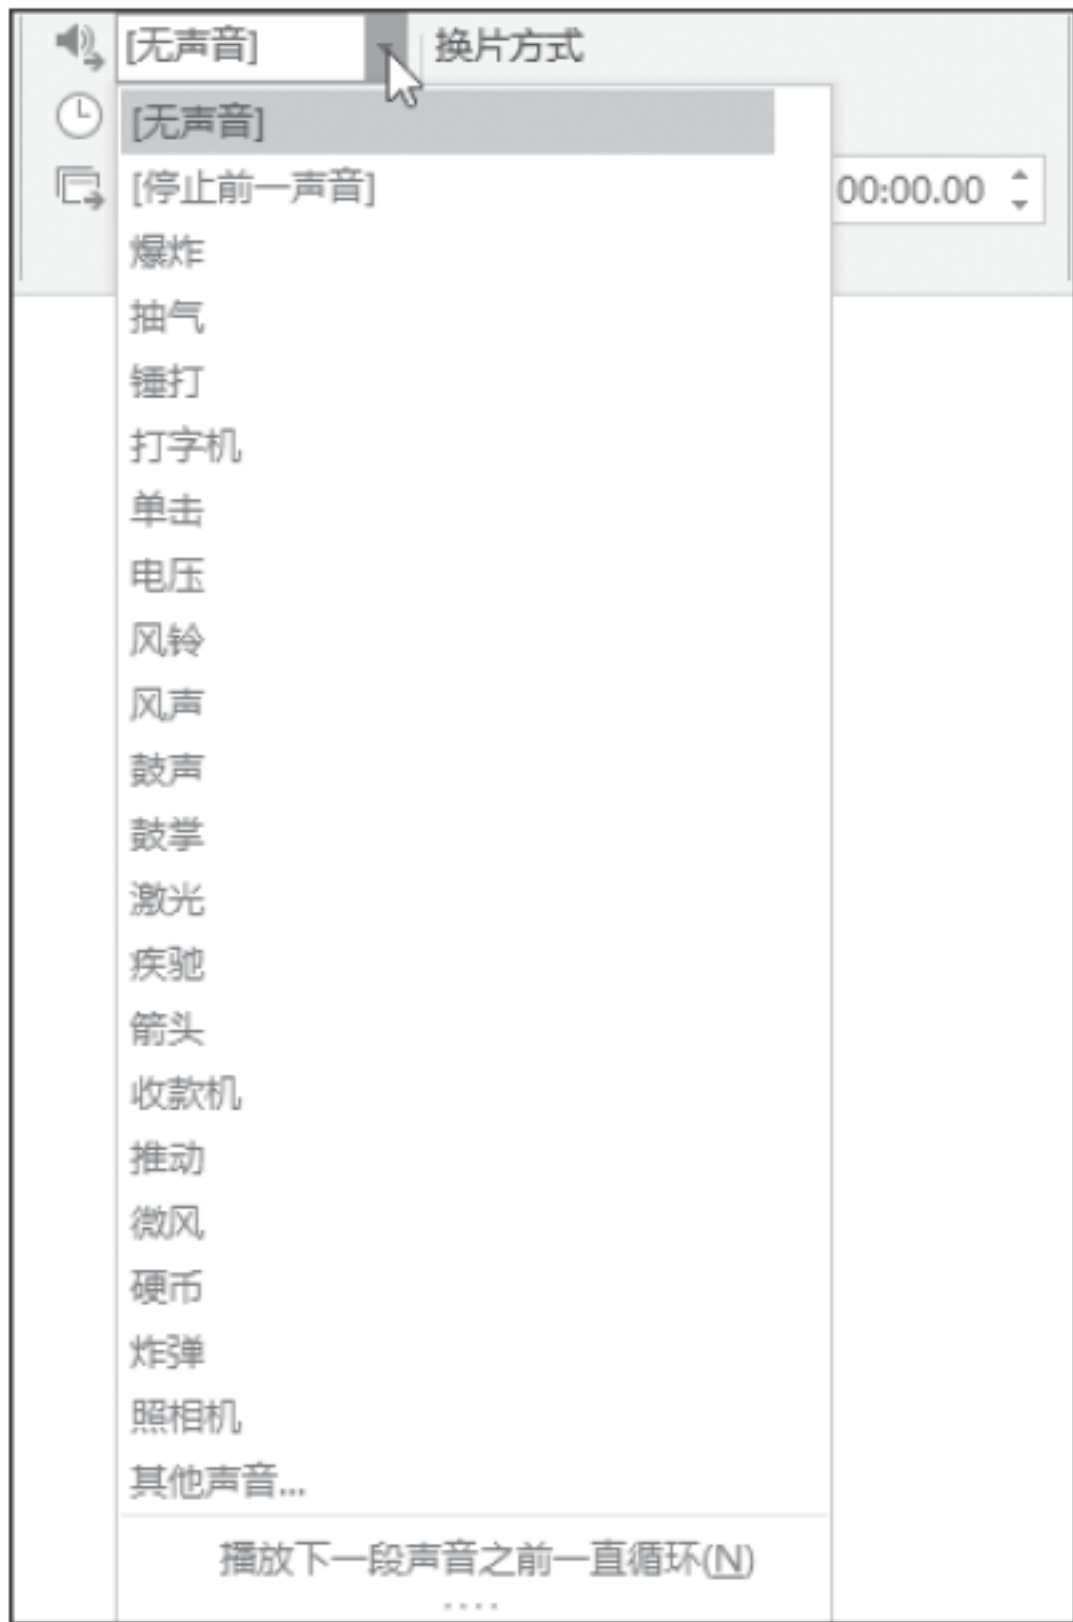 [无声音] 换片方式
[无声音]
[停止前一声音]
00:00.00
爆炸
抽气
锤打
打字机
单击
电压
风铃
风声
鼓声
鼓掌
激光
疾驰
箭头
收款机
推动
微风
硬币
炸弹
照相机
其他声音...
播放下一段声音之前一直循环(N)